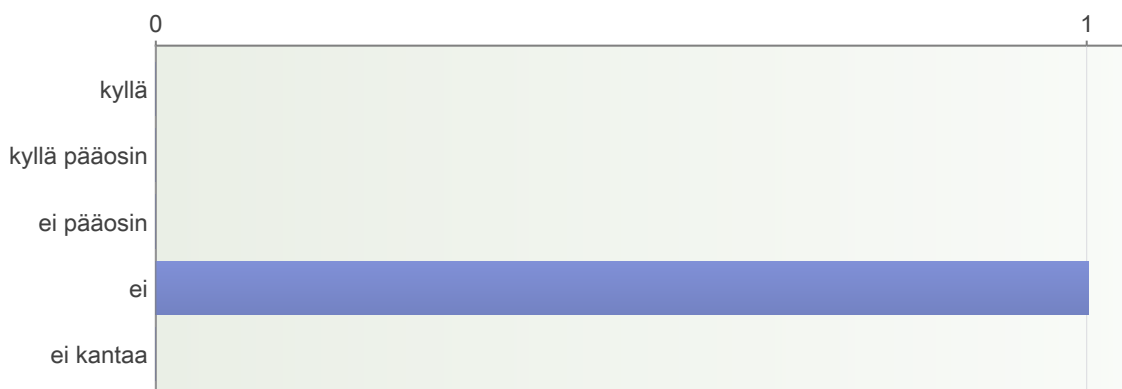 0 1
kyllä
kyllä pääosin
ei pääosin
ei
ei kantaa